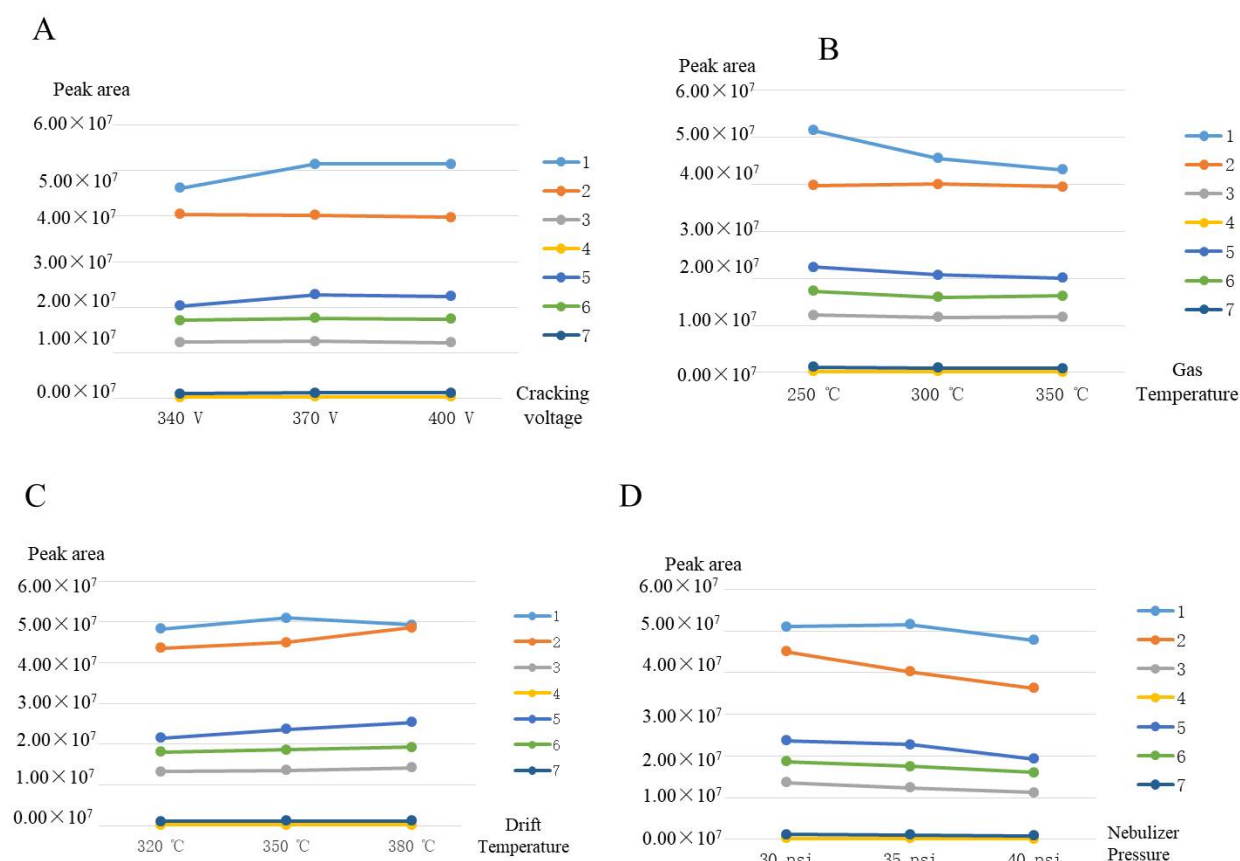 A
Peak area
6.00×10⁷
5.00×10⁷
4.00×10⁷
3.00×10⁷
2.00×10⁷
1.00×10⁷
0.00×10⁷
340 V 370 V 400 V
Cracking
voltage
1
2
3
4
5
6
7
B
Peak area
6.00×10⁷
5.00×10⁷
4.00×10⁷
3.00×10⁷
2.00×10⁷
1.00×10⁷
0.00×10⁷
250 ℃ 300 ℃ 350 ℃
Gas
Temperature
1
2
3
4
5
6
7
C
Peak area
6.00×10⁷
5.00×10⁷
4.00×10⁷
3.00×10⁷
2.00×10⁷
1.00×10⁷
0.00×10⁷
320 ℃ 350 ℃ 380 ℃
Drift
Temperature
1
2
3
4
5
6
7
D
Peak area
6.00×10⁷
5.00×10⁷
4.00×10⁷
3.00×10⁷
2.00×10⁷
1.00×10⁷
0.00×10⁷
30 psi 35 psi 40 psi
Nebulizer
Pressure
1
2
3
4
5
6
7